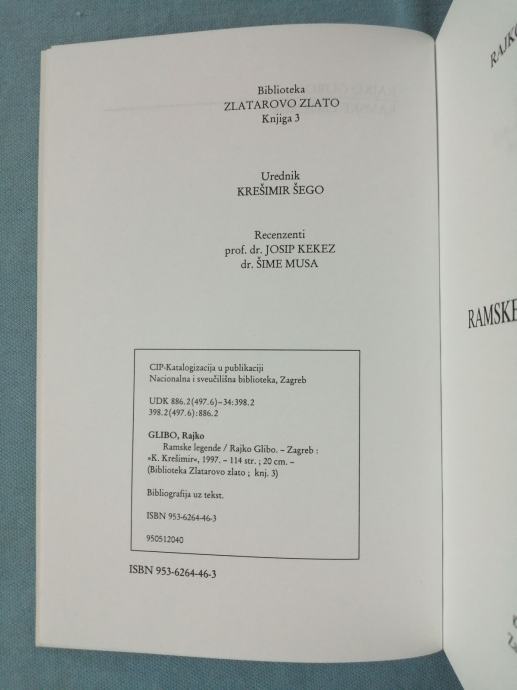 Biblioteka
ZLATAROVO ZLATO
Knjiga 3
Urednik
KREŠIMIR ŠEGO
Recenzenti
prof. dr. JOSIP KEKEZ
dr. ŠIME MUSA
CIP-Katalogizacija u publikaciji
Nacionalna i sveučilišna biblioteka, Zagreb
UDK 886.2(497.6)-34:398.2
398.2(497.6):886.2
GLIBO, Rajko
Ramske legende / Rajko Glibo. – Zagreb :
»K. Krešimir«, 1997. – 114 str. ; 20 cm. –
(Biblioteka Zlatarovo zlato ; knj. 3)
Bibliografija uz tekst.
ISBN 953-6264-46-3
950512040
ISBN 953-6264-46-3
RAJKO
RAMSKE